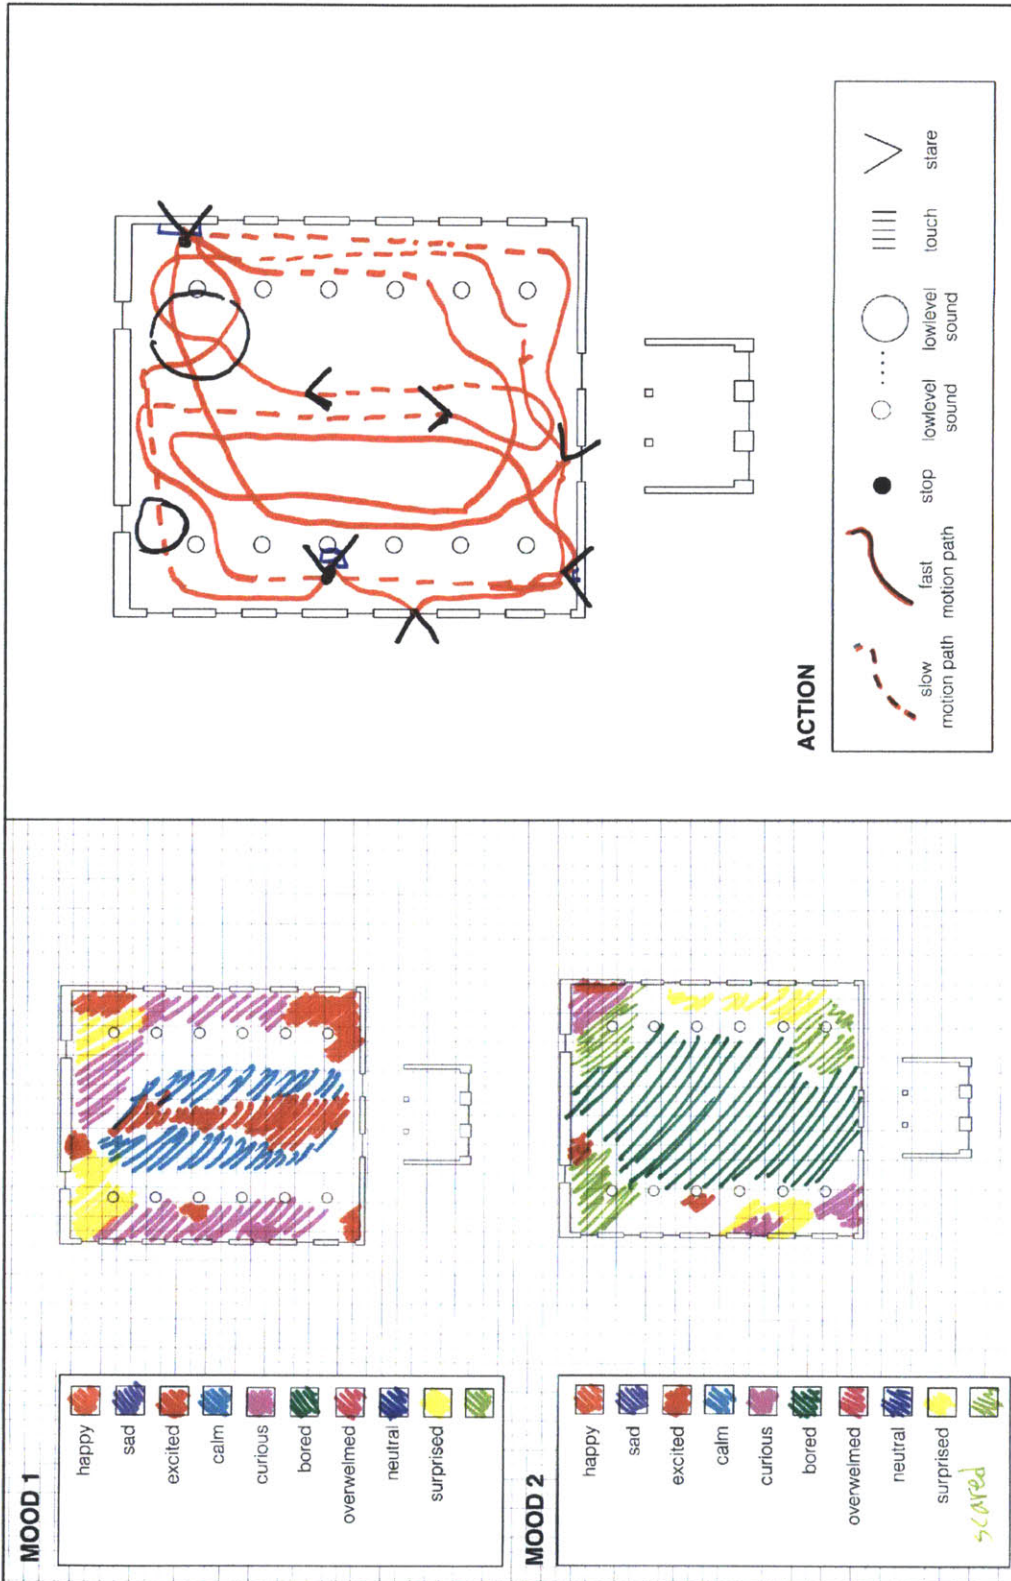 MOOD 1
happy
sad
excited
calm
curious
bored
overwelmed
neutral
surprised
MOOD 2
happy
sad
excited
calm
curious
bored
overwelmed
neutral
surprised
scared
ACTION
slow
motion path
fast
motion path
stop
lowlevel
sound
lowlevel
sound
touch
stare